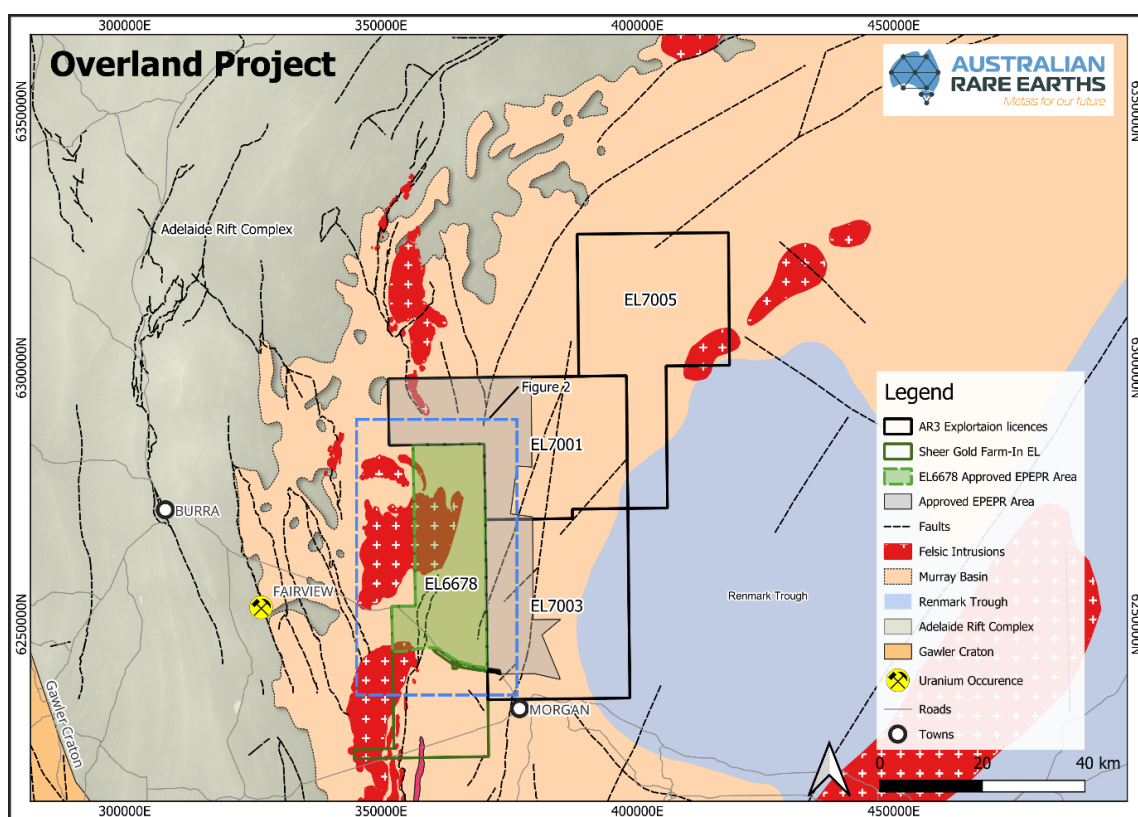 300000E 350000E 400000E 450000E
Overland Project
AUSTRALIAN
RARE EARTHS
Metals for our future
6350000N
6350000N
Adelaide Rift Complex
EL7005
6300000N
6300000N
Figure 2
EL7001
Legend
AR3 Explortaion licences
Sheer Gold Farm-In EL
EL6678 Approved EPEPR Area
Approved EPEPR Area
Faults
Felsic Intrusions
Murray Basin
Renmark Trough
Adelaide Rift Complex
Gawler Craton
Uranium Occurence
Roads
Towns
BURRA
EL6678
FAIRVIEW
EL7003
Renmark Trough
6250000N
6250000N
Gawler Craton
MORGAN
0 20 40 km
300000E 350000E 400000E 450000E